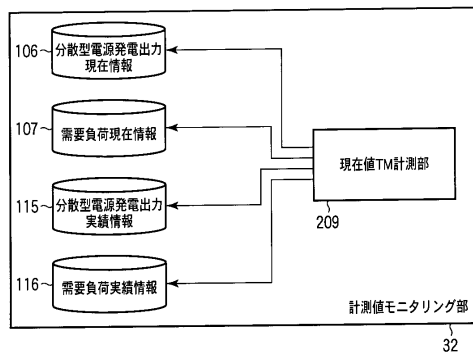 106
分散型電源発電出力
現在情報
107
需要負荷現在情報
現在値TM計測部
209
115
分散型電源発電出力
実績情報
116
需要負荷実績情報
計測値モニタリング部
32